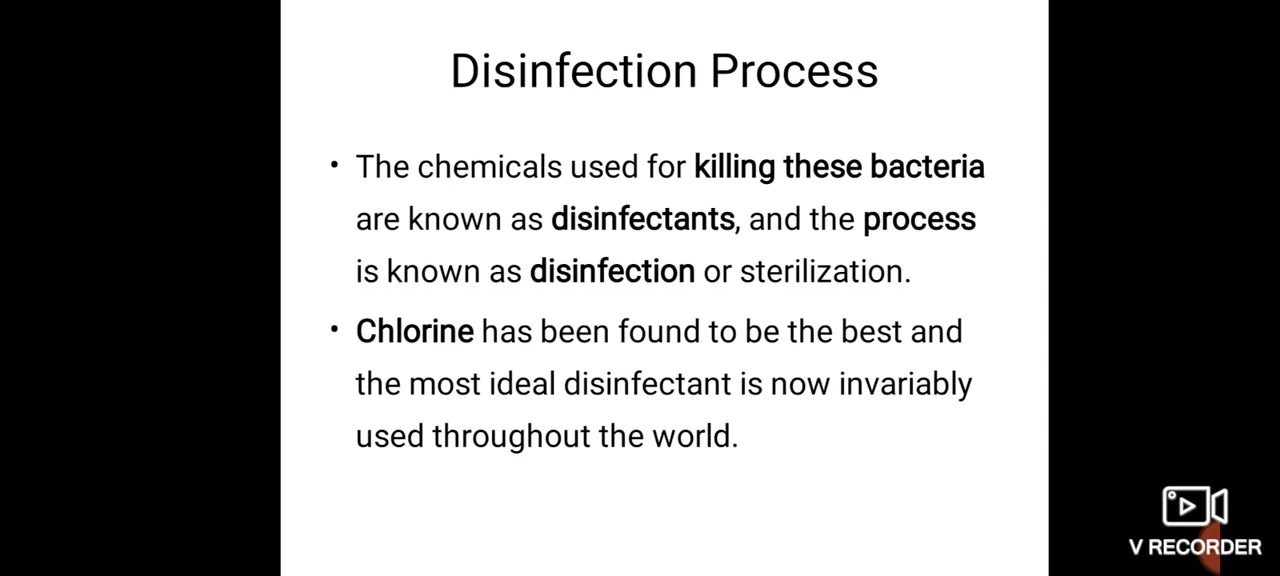 Disinfection Process
• The chemicals used for killing these bacteria
are known as disinfectants, and the process
is known as disinfection or sterilization.
• Chlorine has been found to be the best and
the most ideal disinfectant is now invariably
used throughout the world.
V RECORDER